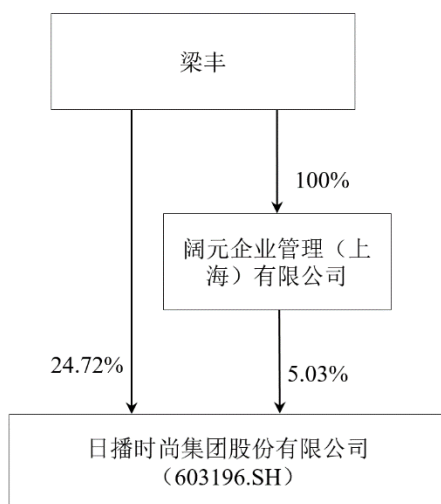 梁丰
100%
阔元企业管理（上
海）有限公司
24.72%
5.03%
日播时尚集团股份有限公司
（603196.SH）